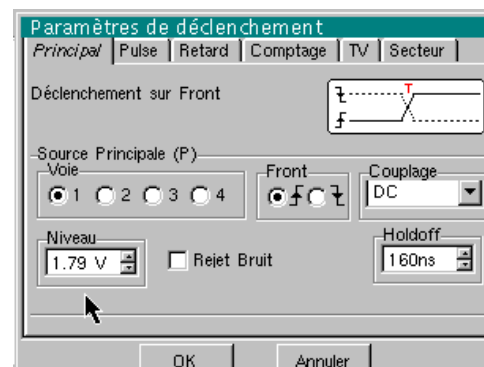 Paramètres de déclenchement
Principal Pulse Retard Comptage TV Secteur
Déclenchement sur Front
T
Source Principale (P)
Voie Front Couplage
1 2 3 4 DC
Niveau Holdoff
1.79 V Rejet Bruit 160ns
OK Annuler